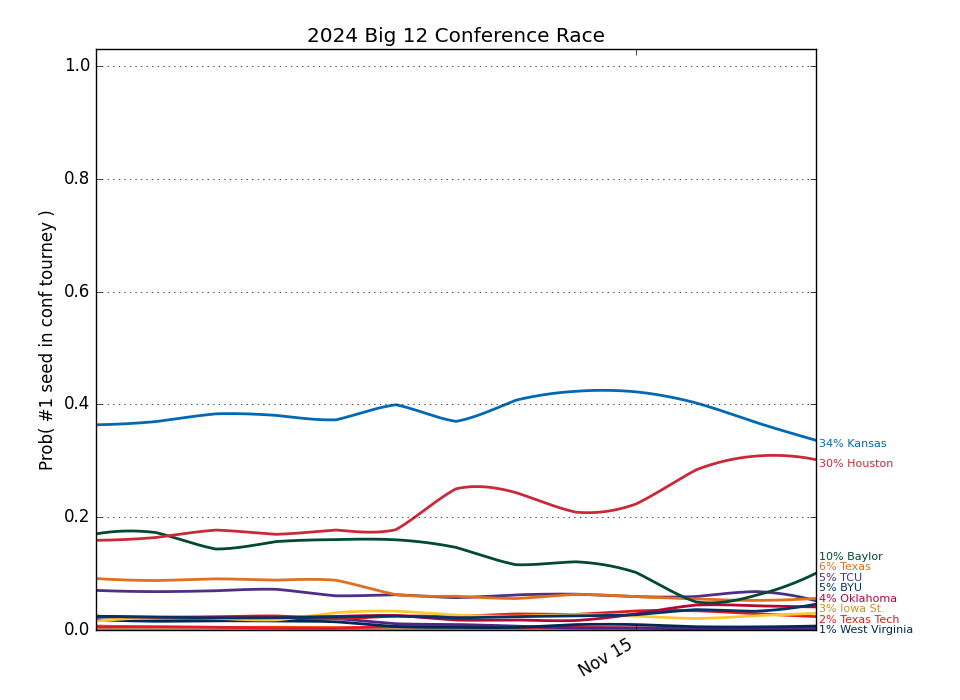 2024 Big 12 Conference Race
Prob( #1 seed in conf tourney )
1.0
0.8
0.6
0.4
0.2
0.0
Nov 15
34% Kansas
30% Houston
10% Baylor
6% Texas
5% TCU
5% BYU
4% Oklahoma
3% Iowa St.
2% Texas Tech
1% West Virginia